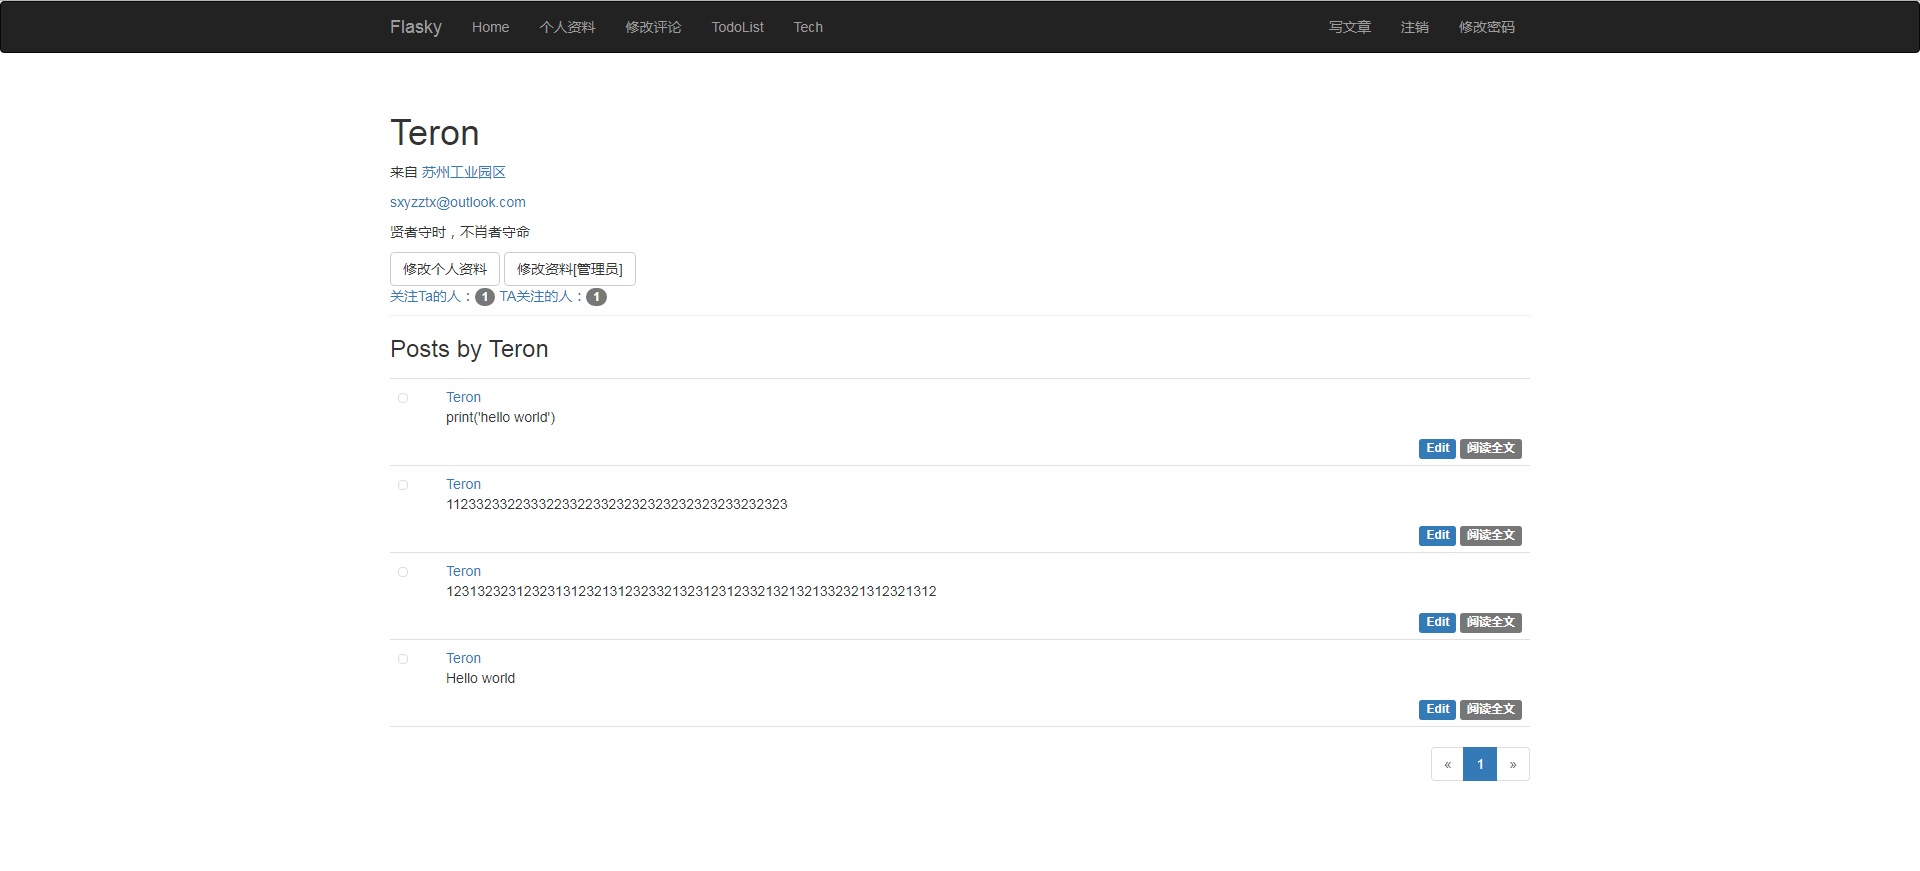 Flasky Home 个人资料 修改评论 TodoList Tech 写文章 注销 修改密码
Teron
来自 苏州工业园区
sxyzztx@outlook.com
贤者守时，不肖者守命
修改个人资料 修改资料[管理员]
关注Ta的人：1 TA关注的人：1
Posts by Teron
Teron
print('hello world')
Edit 阅读全文
Teron
11233233223332233223323232323232323233232323
Edit 阅读全文
Teron
123132323123231312321312323321323123123321321321332321312321312
Edit 阅读全文
Teron
Hello world
Edit 阅读全文
« 1 »